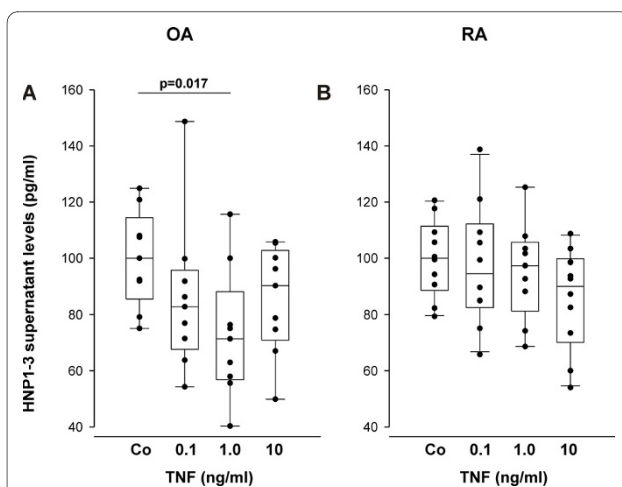 OA
RA
A
B
p=0.017
HNP1-3 supernatant levels (pg/ml)
160
140
120
100
80
60
40
Co 0.1 1.0 10
TNF (ng/ml)
160
140
120
100
80
60
40
Co 0.1 1.0 10
TNF (ng/ml)